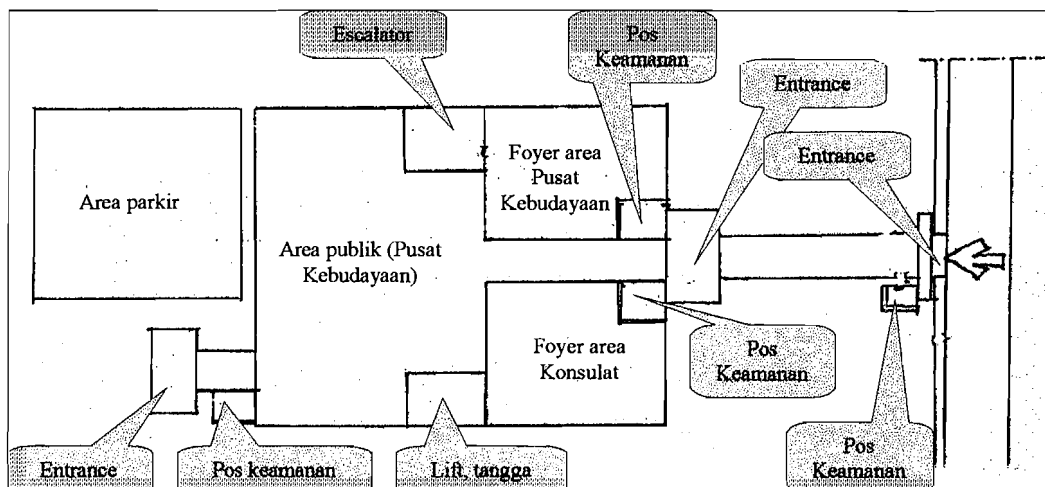 Escalator
Pos
Keamanan
Entrance
Entrance
Foyer area
Pusat
Kebudayaan
Area parkir
Area publik (Pusat
Kebudayaan)
Foyer area
Konsulat
Pos
Keamanan
Entrance
Pos keamanan
Lift, tangga
Pos
Keamanan